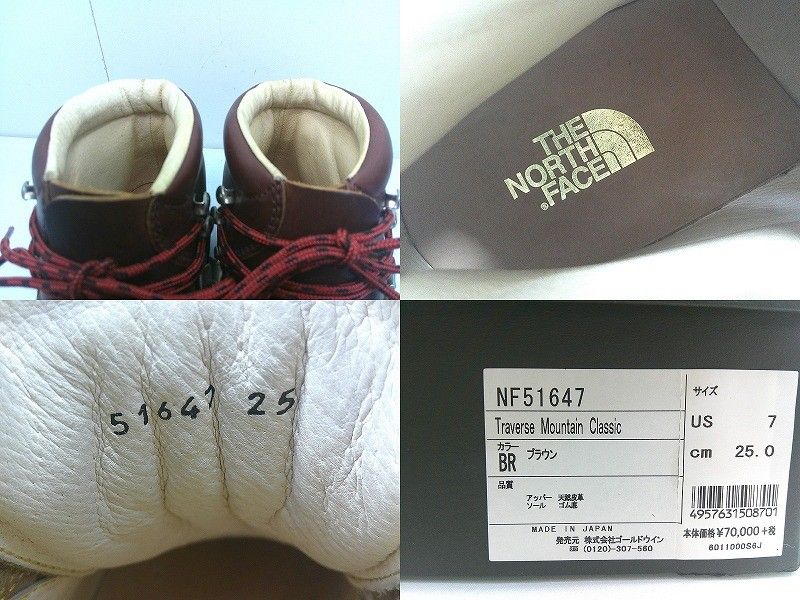 THE
NORTH
FACE
®
51647 25
NF51647
Traverse Mountain Classic
カラー
BR ブラウン
品質
アッパー 天然皮革
ソール ゴム底
MADE IN JAPAN
発売元 株式会社ゴールドウイン
(0120)-307-560
サイズ
US 7
cm 25.0
4957631508701
本体価格¥70,000+税
6011000S6J